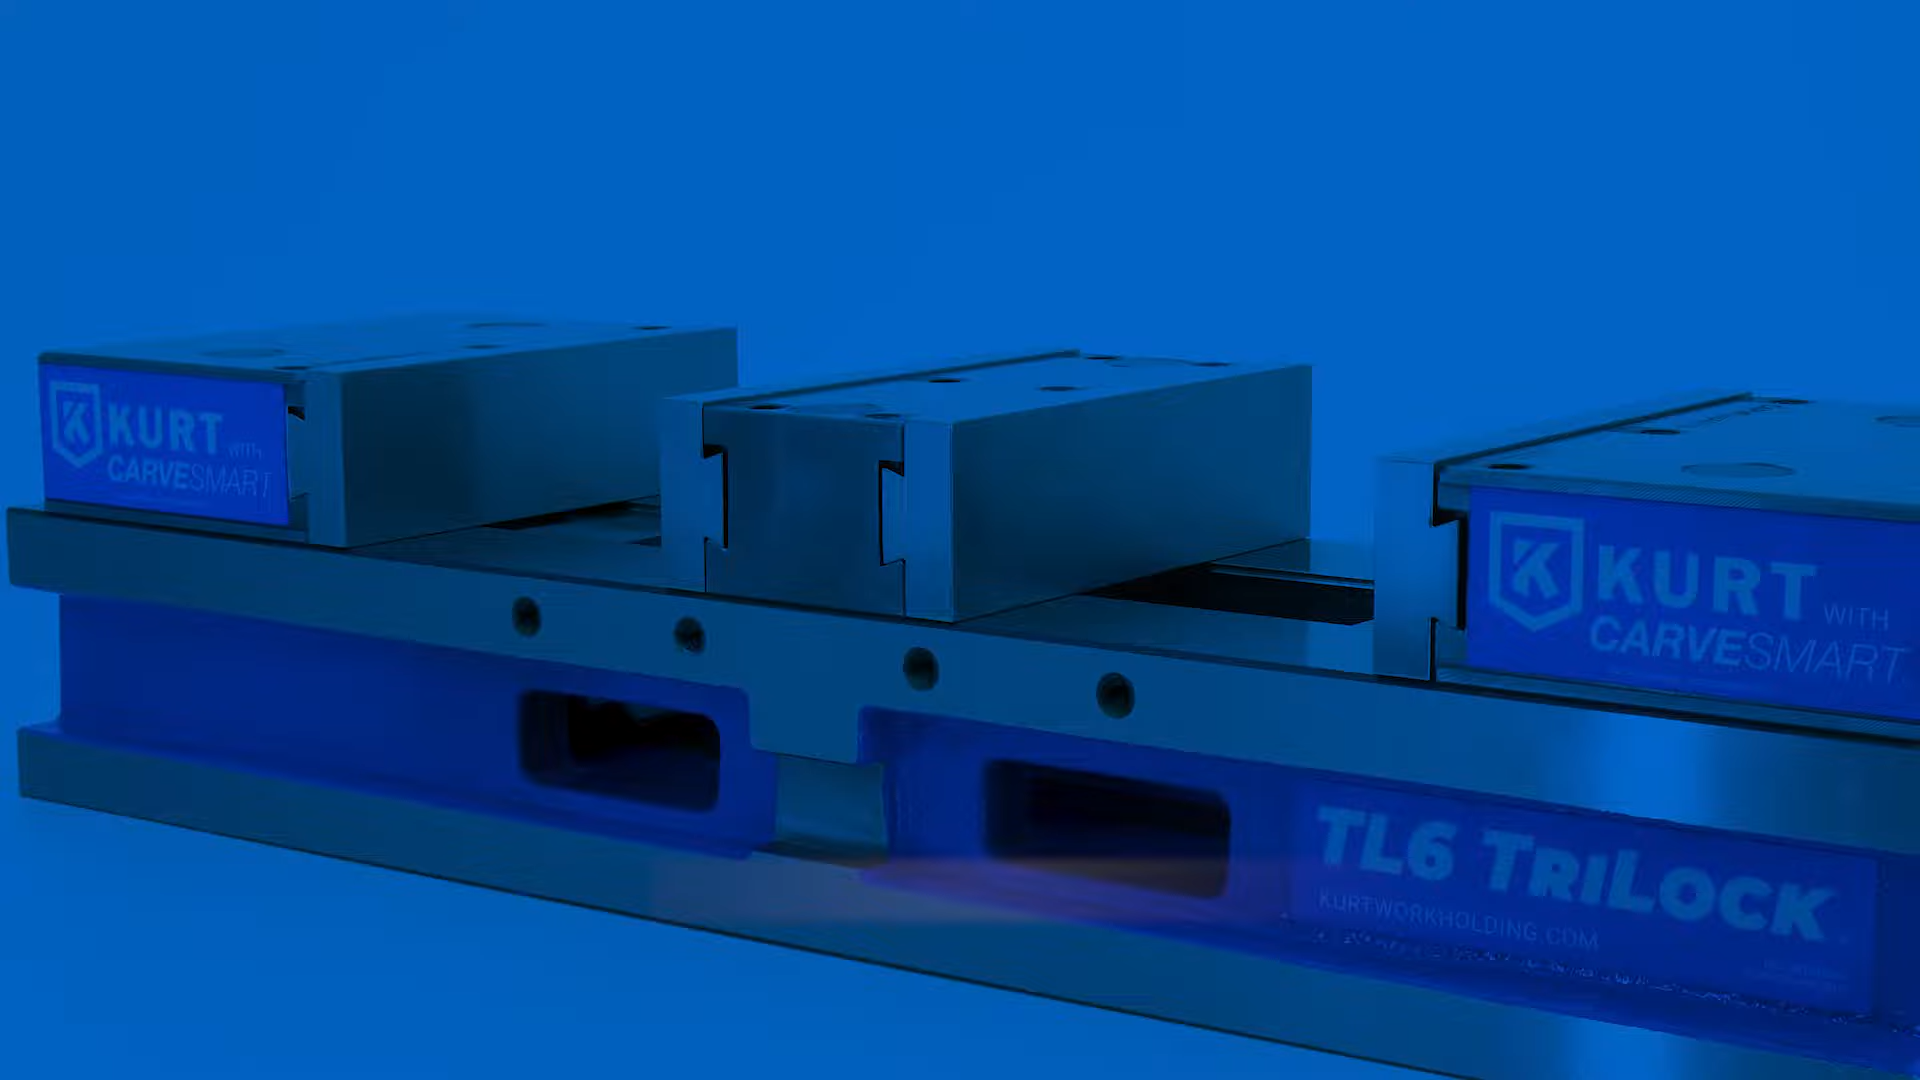 KURT WITH
CARVESMART
KURT WITH
CARVESMART
TL6 TRILOCK
KURTWORKHOLDING.COM